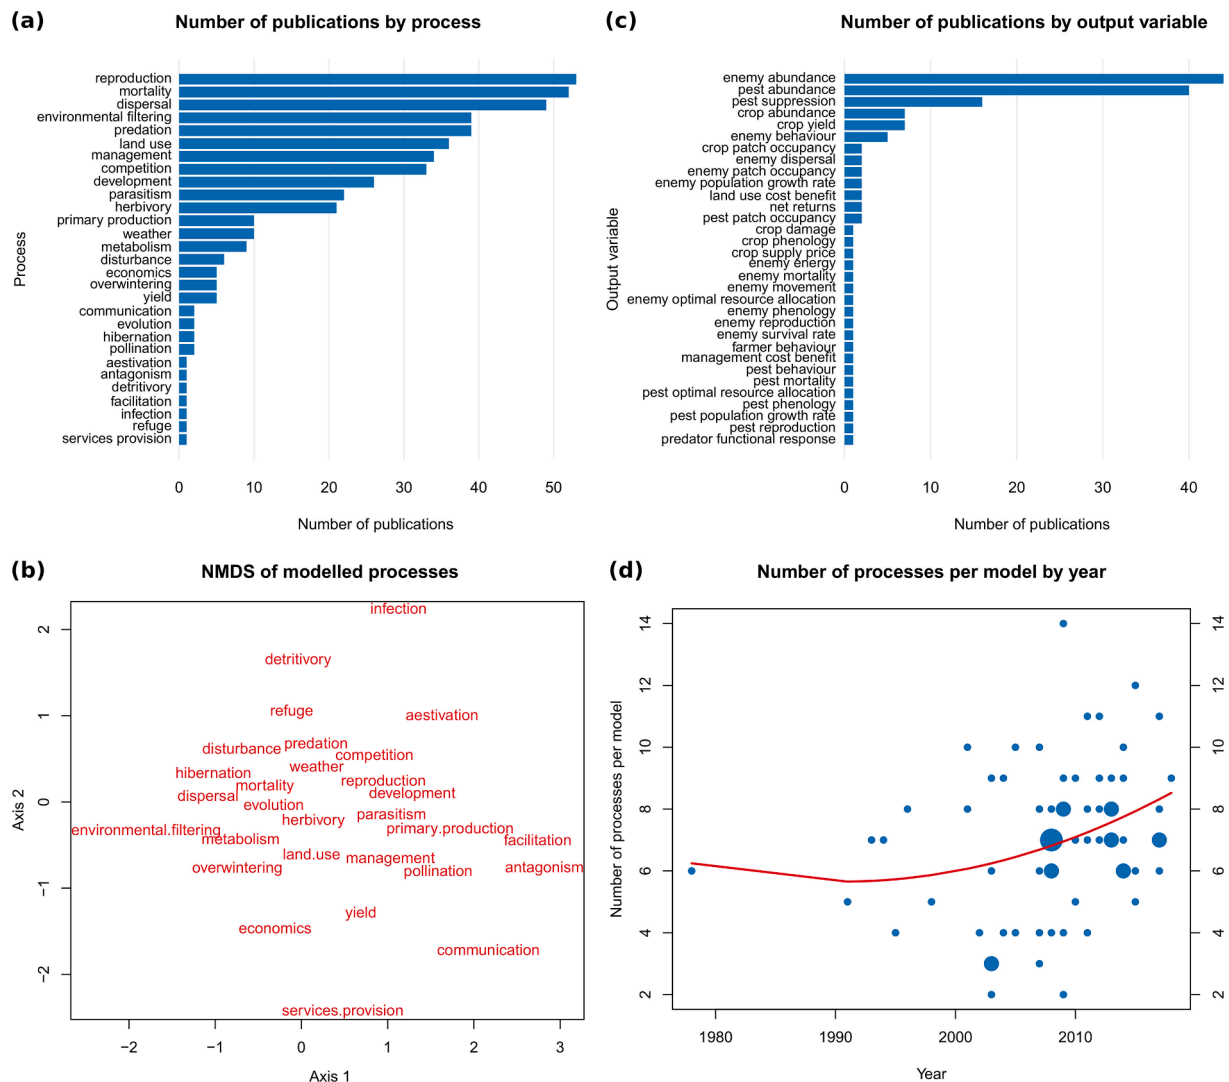 (a)
Number of publications by process
reproduction
mortality
dispersal
environmental filtering
predation
land use
management
competition
development
parasitism
herbivory
primary production
weather
metabolism
disturbance
economics
overwintering
yield
communication
evolution
hibernation
pollination
aestivation
antagonism
detritivory
facilitation
infection
refuge
services provision
Process
0 10 20 30 40 50
Number of publications
(c)
Number of publications by output variable
enemy abundance
pest abundance
pest suppression
crop abundance
crop yield
enemy behaviour
crop patch occupancy
enemy dispersal
enemy patch occupancy
enemy population growth rate
land use cost benefit
net returns
pest patch occupancy
crop damage
crop phenology
crop supply price
enemy energy
enemy mortality
enemy movement
enemy optimal resource allocation
enemy phenology
enemy reproduction
enemy survival rate
farmer behaviour
management cost benefit
pest behaviour
pest mortality
pest optimal resource allocation
pest phenology
pest population growth rate
pest reproduction
predator functional response
Output variable
0 10 20 30 40
Number of publications
(b)
NMDS of modelled processes
infection
detritivory
refuge
aestivation
disturbance
predation
competition
weather
hibernation
mortality
reproduction
dispersal
development
evolution
herbivory
parasitism
environmental.filtering
primary.production
metabolism
facilitation
land.use
management
overwintering
pollination
antagonism
yield
economics
communication
services.provision
2
1
0
−1
−2
Axis 2
−2 −1 0 1 2 3
Axis 1
(d)
Number of processes per model by year
14
12
10
8
6
4
2
Number of processes per model
14
12
10
8
6
4
2
1980 1990 2000 2010
Year